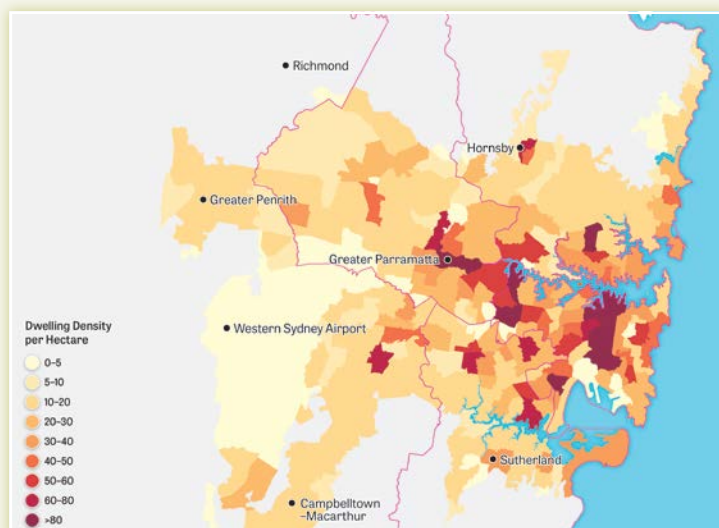 Richmond
Hornsby
Greater Penrith
Greater Parramatta
Western Sydney Airport
Sutherland
Campbelltown
–Macarthur
Dwelling Density
per Hectare
0–5
5–10
10–20
20–30
30–40
40–50
50–60
60–80
>80